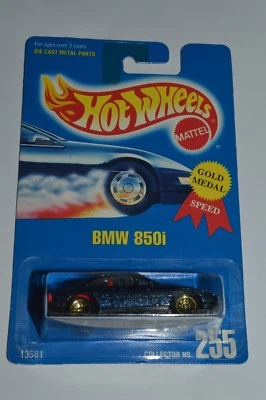 For ages over 3 years.
DIE CAST METAL PARTS
HOT WHEELS
MATTEL
GOLD
MEDAL
SPEED
BMW 850i
13581
COLLECTOR NO. 255